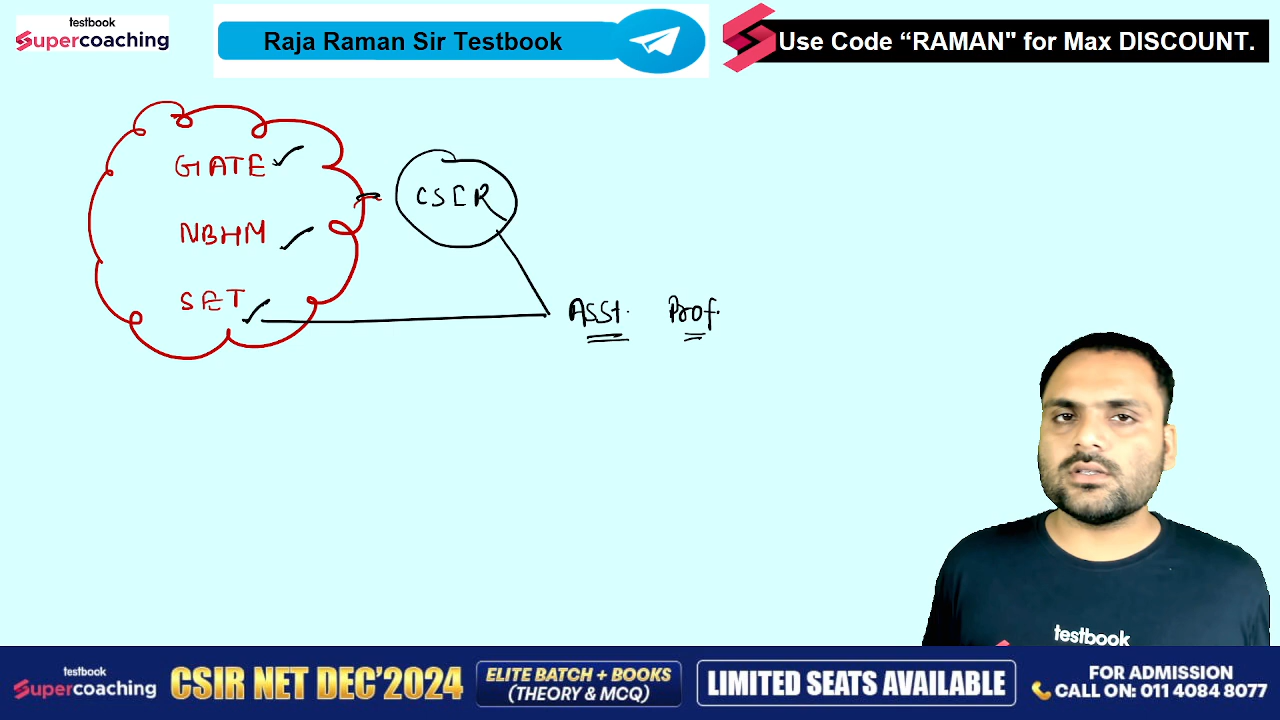 testbook
Supercoaching
Raja Raman Sir Testbook
Use Code “RAMAN" for Max DISCOUNT.
GATE
NBHM
SET
CSIR
Asst. Prof.
testbook
testbook
Supercoaching
CSIR NET DEC'2024
ELITE BATCH + BOOKS
(THEORY & MCQ)
LIMITED SEATS AVAILABLE
FOR ADMISSION
CALL ON: 011 4084 8077